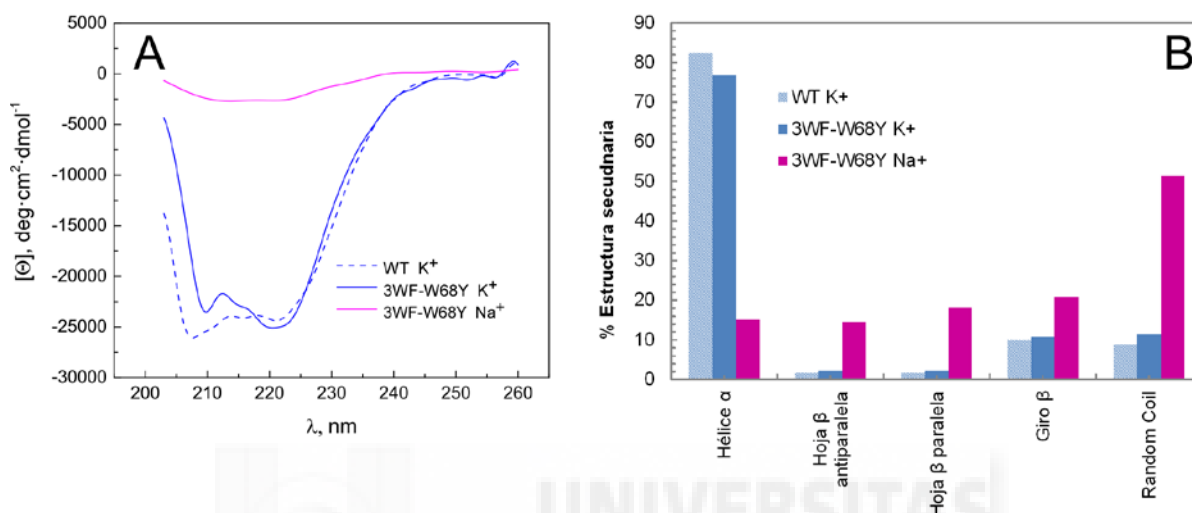 A
5000
0
-5000
-10000
-15000
-20000
-25000
-30000
[Θ], deg·cm²·dmol⁻¹
WT K⁺
3WF-W68Y K⁺
3WF-W68Y Na⁺
200 210 220 230 240 250 260
λ, nm
B
90
80
70
60
50
40
30
20
10
0
% Estructura secudnaria
WT K+
3WF-W68Y K+
3WF-W68Y Na+
Hélice α
Hoja β
antiparalela
Hoja β paralela
Giro β
Random Coil
UNIVERSITAS